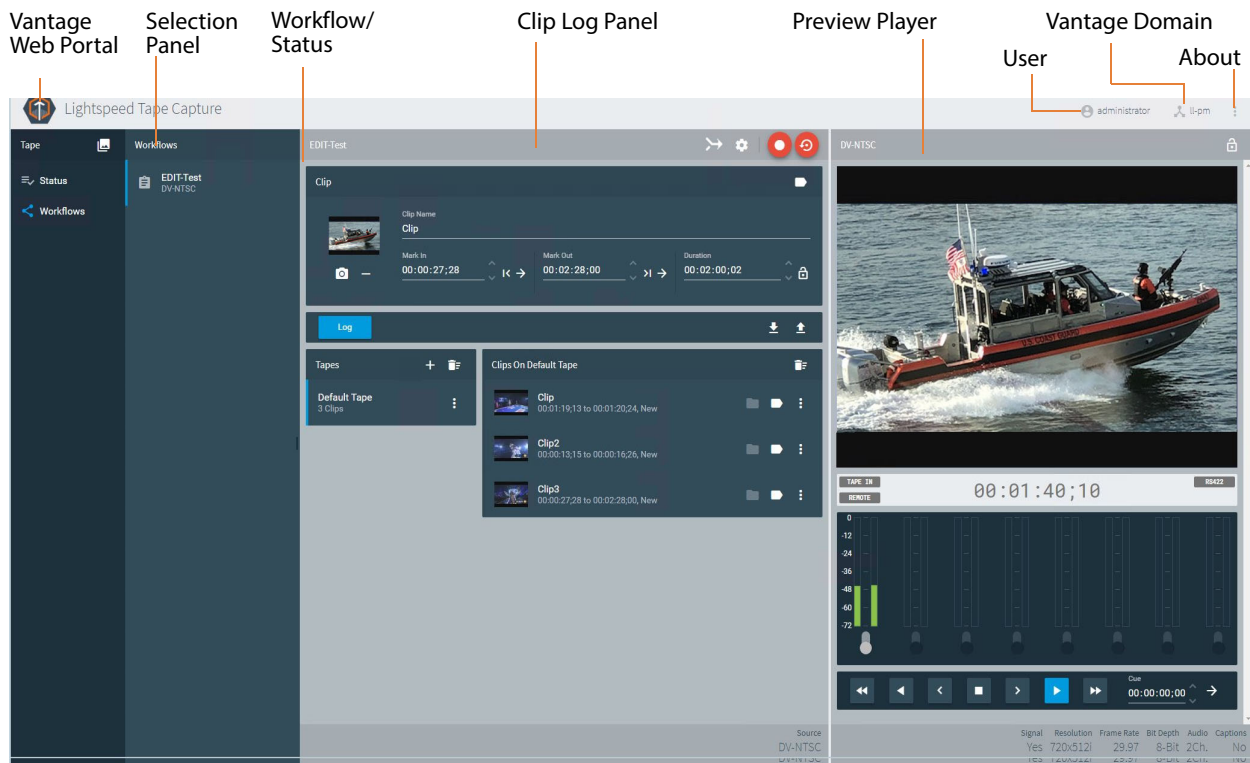 Vantage
Web Portal
Selection
Panel
Workflow/
Status
Clip Log Panel
Preview Player
Vantage Domain
User
About
Lightspeed Tape Capture
administrator
ll-pm
Tape
Workflows
EDIT-Test
DV-NTSC
Status
Workflows
EDIT-Test
DV-NTSC
Clip
Clip Name
Clip
Mark In
00:00:27;28
Mark Out
00:02:28;00
Duration
00:02:00;02
Log
Tapes
Default Tape
3 Clips
Clips On Default Tape
Clip
00:01:19;13 to 00:01:20;24, New
Clip2
00:00:13;15 to 00:00:16;26, New
Clip3
00:00:27;28 to 00:02:28;00, New
U.S. COAST GUARD
TAPE IN
REMOTE
00:01:40;10
RS422
0
-12
-24
-36
-48
-60
-72
Cue
00:00:00;00
Source
DV-NTSC
Signal Resolution Frame Rate Bit Depth Audio Captions
Yes 720x512i 29.97 8-Bit 2Ch. No